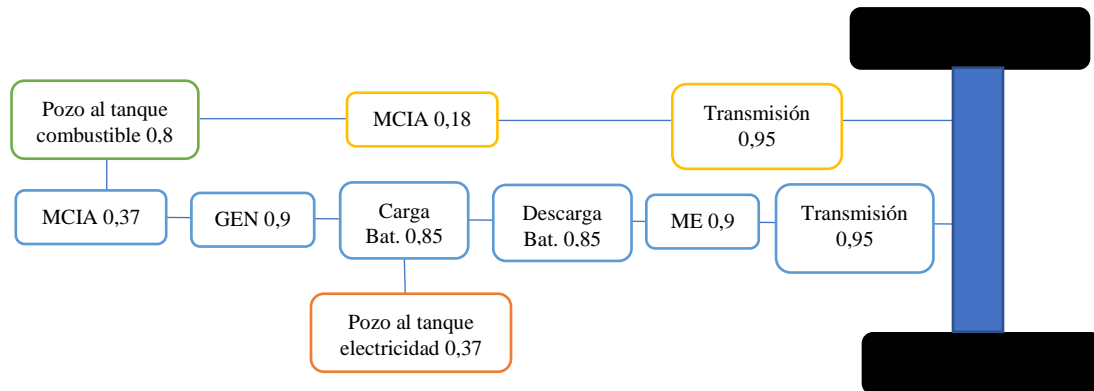 Pozo al tanque
combustible 0,8
MCIA 0,18
Transmisión
0,95
MCIA 0,37
GEN 0,9
Carga
Bat. 0,85
Descarga
Bat. 0,85
ME 0,9
Transmisión
0,95
Pozo al tanque
electricidad 0,37